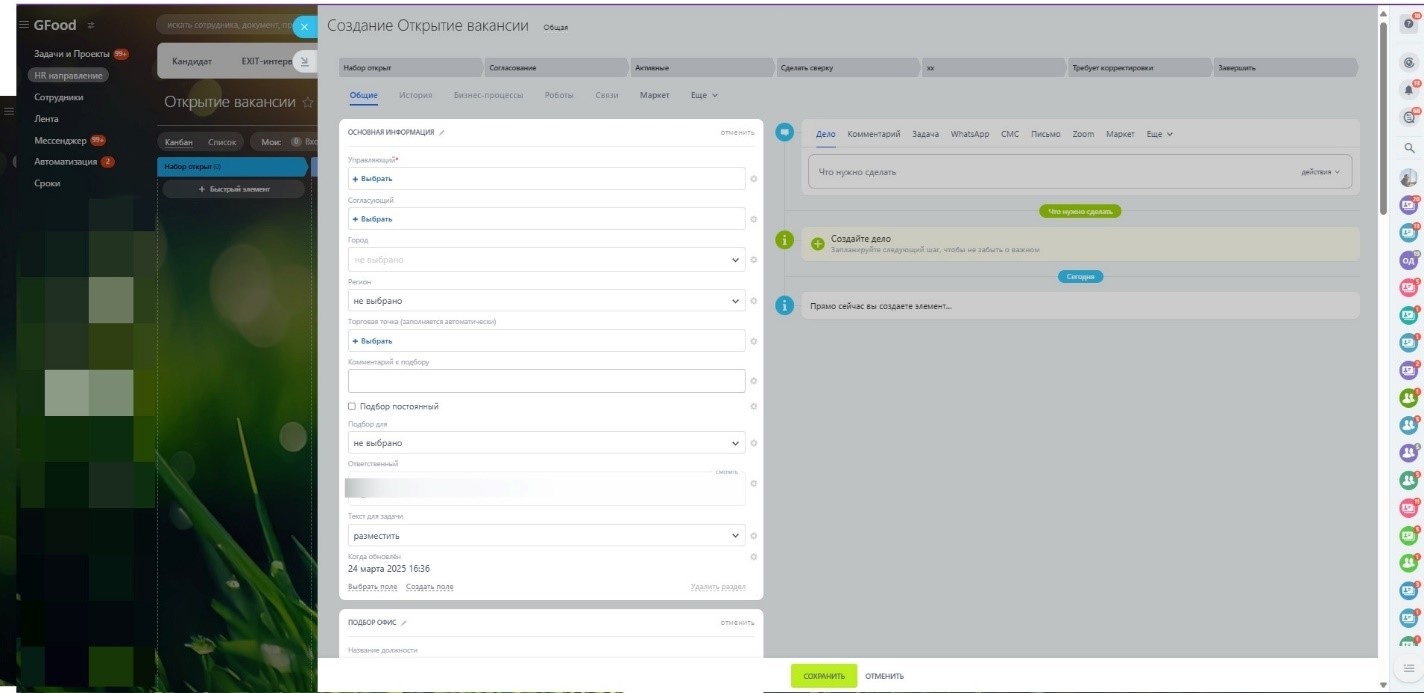 GFood
искать сотрудника, документ, пр
Задачи и Проекты 99+
HR направление
Сотрудники
Лента
Мессенджер 99+
Автоматизация 2
Сроки
Кандидат EXIT-интерв
Открытие вакансии
Канбан Список Мои: 0 Вхо
Набор открыт (0)
+ Быстрый элемент
Создание Открытие вакансии Общая
Набор открыт Согласование Активные Сделать сверку хх Требует корректировки Завершить
Общие История Бизнес-процессы Роботы Связи Маркет Еще
ОСНОВНАЯ ИНФОРМАЦИЯ ОТМЕНИТЬ
Управляющий*
+ Выбрать
Согласующий
+ Выбрать
Город
не выбрано
Регион
не выбрано
Торговая точка (заполняется автоматически)
+ Выбрать
Комментарий к подбору
Подбор постоянный
Подбор для
не выбрано
Ответственный
Текст для задачи
разместить
Когда обновлён
24 марта 2025 16:36
Выбрать поле Создать поле Удалить раздел
ПОДБОР ОФИС ОТМЕНИТЬ
Название должности
Дело Комментарий Задача WhatsApp СМС Письмо Zoom Маркет Еще
Что нужно сделать действия
Что нужно сделать
Создайте дело
Запланируйте следующий шаг, чтобы не забыть о важном
Сегодня
Прямо сейчас вы создаете элемент...
СОХРАНИТЬ ОТМЕНИТЬ
ОД